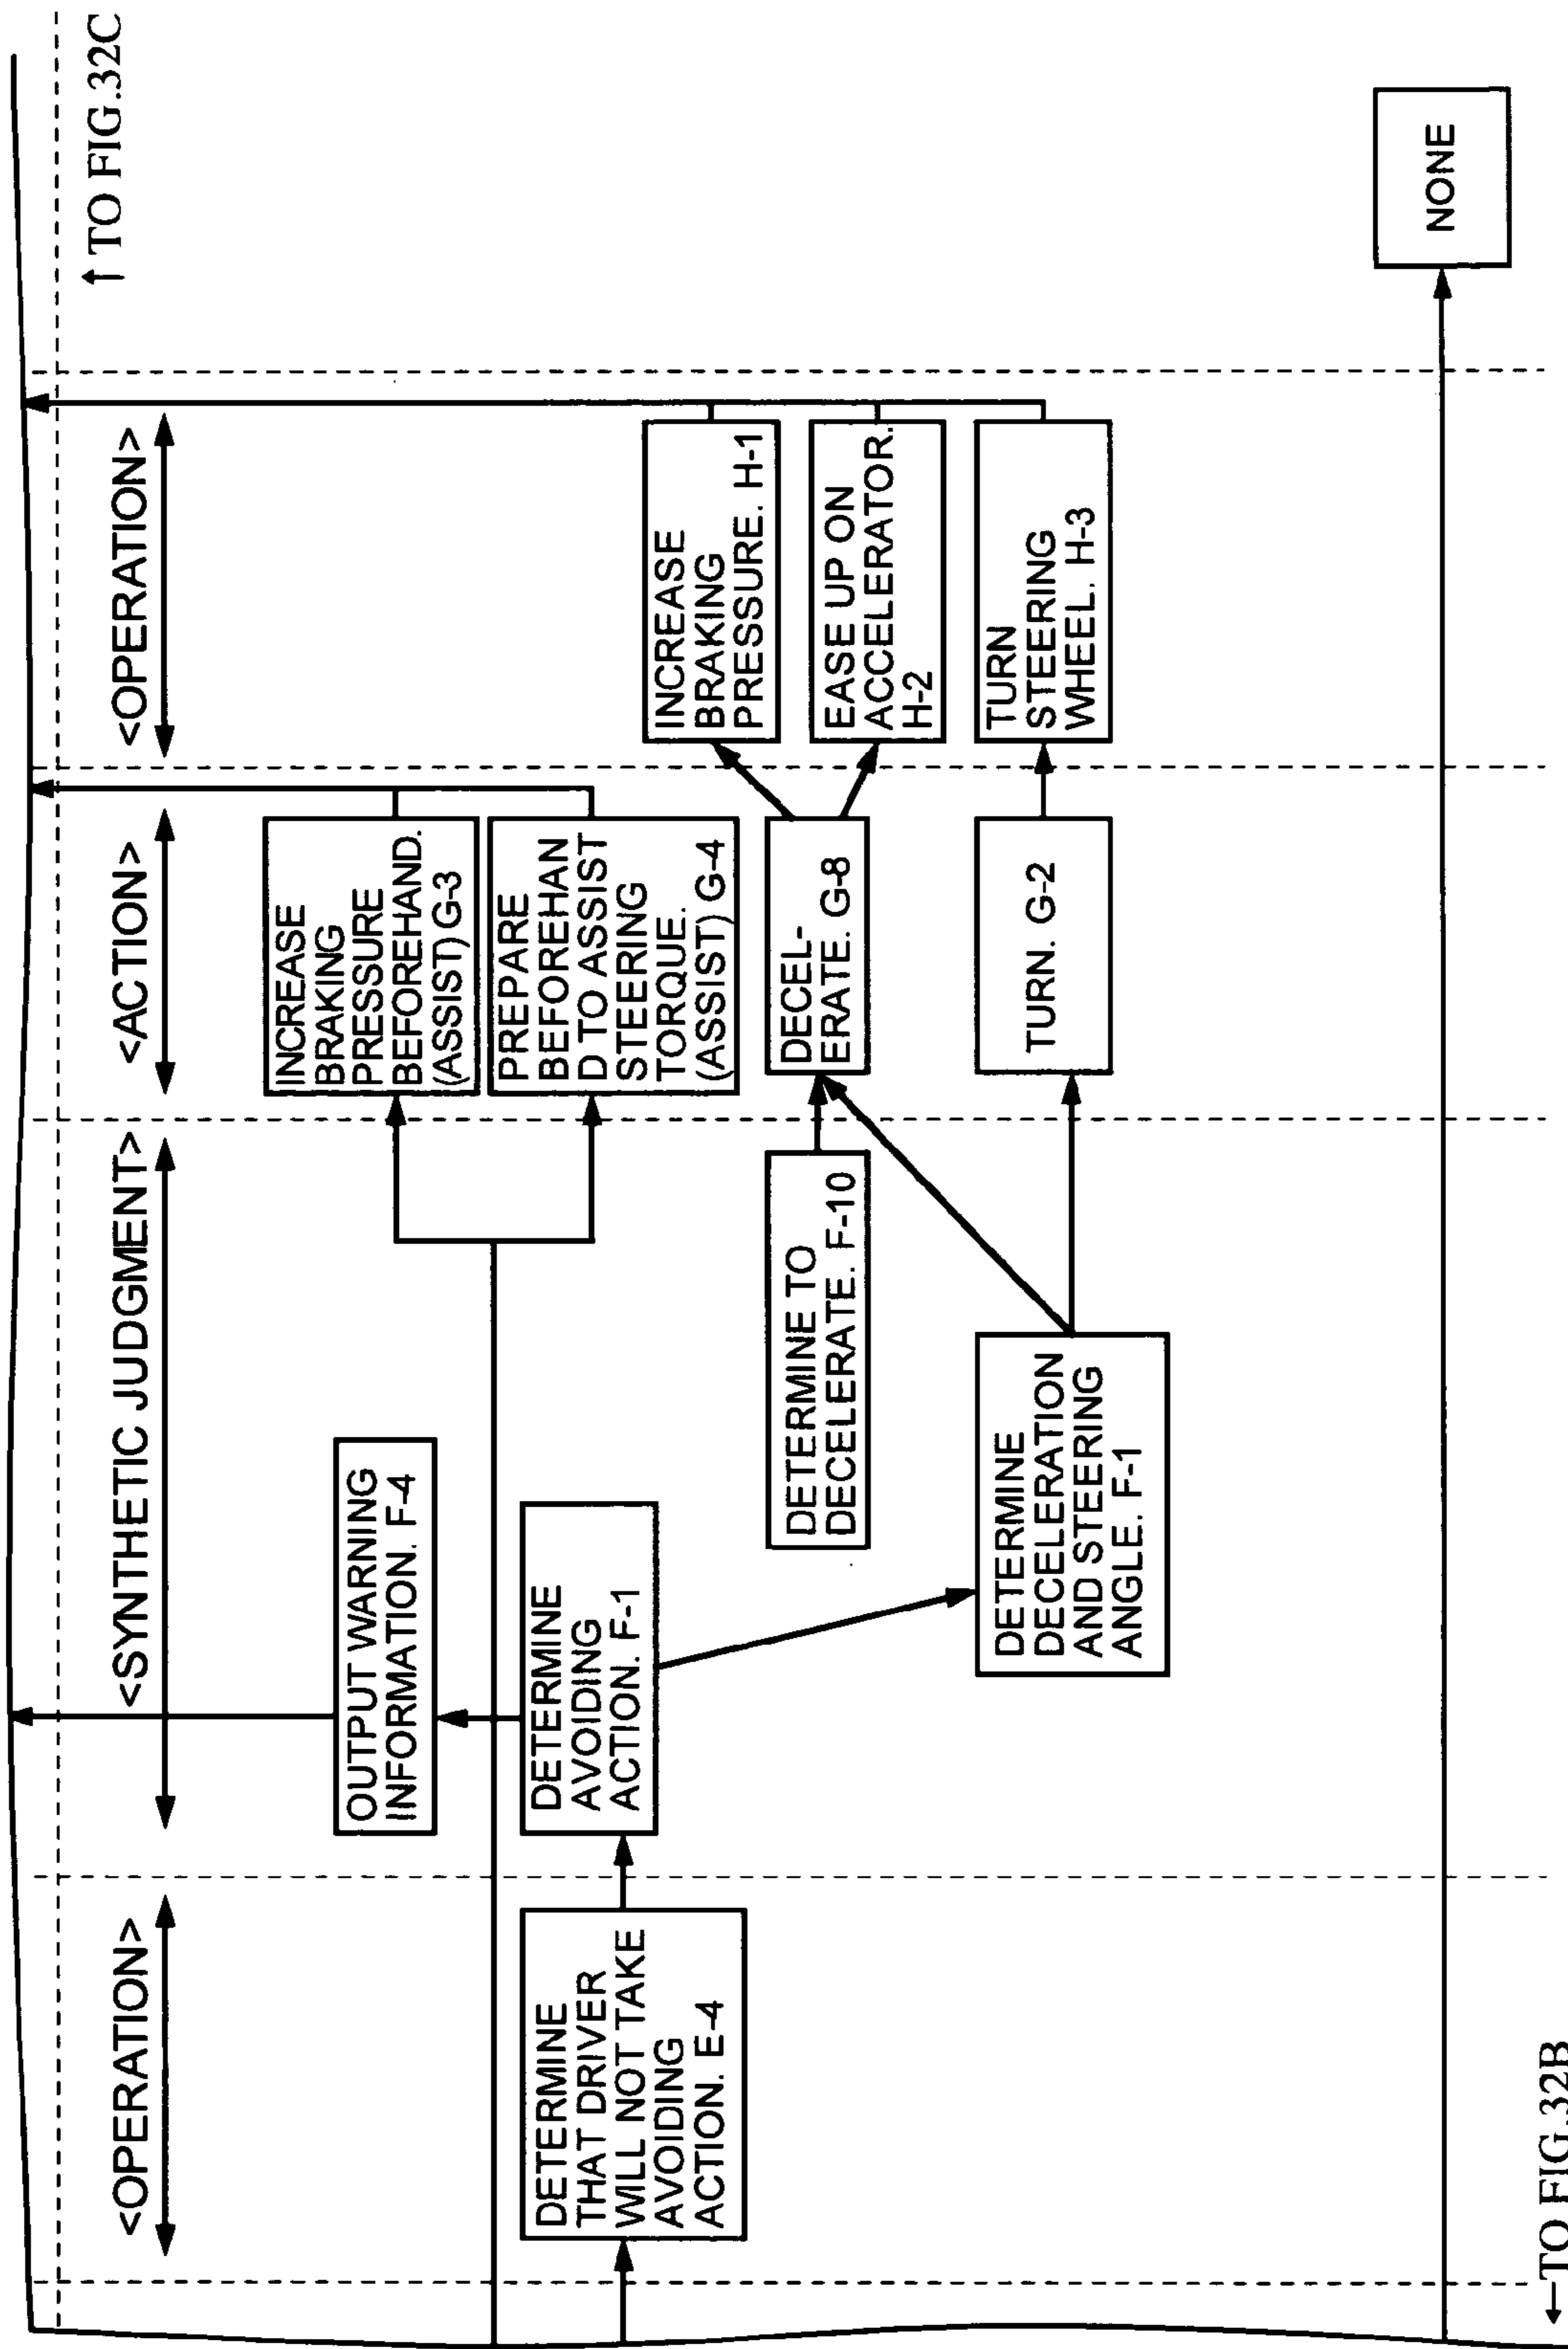 ↑ TO FIG.32C
<OPERATION>
<SYNTHETIC JUDGMENT>
<ACTION>
<OPERATION>
DETERMINE
THAT DRIVER
WILL NOT TAKE
AVOIDING
ACTION. E-4
OUTPUT WARNING
INFORMATION. F-4
DETERMINE
AVOIDING
ACTION. F-1
DETERMINE TO
DECELERATE. F-10
DETERMINE
DECELERATION
AND STEERING
ANGLE. F-1
INCREASE
BRAKING
PRESSURE
BEFOREHAND.
(ASSIST) G-3
PREPARE
BEFOREHAN
D TO ASSIST
STEERING
TORQUE.
(ASSIST) G-4
DECEL-
ERATE. G-8
TURN. G-2
INCREASE
BRAKING
PRESSURE. H-1
EASE UP ON
ACCELERATOR.
H-2
TURN
STEERING
WHEEL. H-3
NONE
←TO FIG.32B